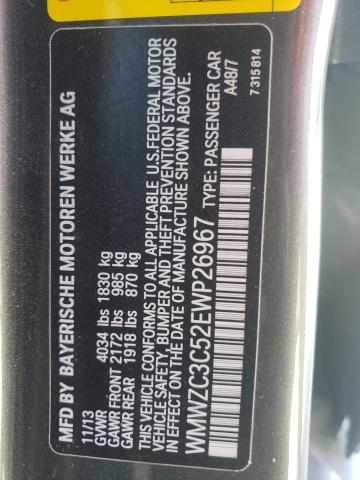 MFD BY BAYERISCHE MOTOREN WERKE AG
11/13
GVWR 4034 lbs 1830 kg
GAWR FRONT 2172 lbs 985 kg
GAWR REAR 1918 lbs 870 kg
THIS VEHICLE CONFORMS TO ALL APPLICABLE U.S.FEDERAL MOTOR
VEHICLE SAFETY, BUMPER AND THEFT PREVENTION STANDARDS
IN EFFECT ON THE DATE OF MANUFACTURE SHOWN ABOVE.
WMWZC3C52EWP26967 TYPE: PASSENGER CAR
A48/7
7 315 814